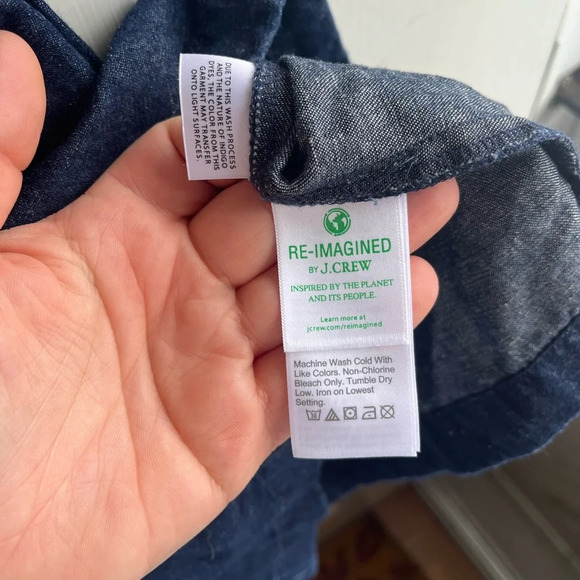 DUE TO THIS WASH PROCESS
AND THE NATURE OF INDIGO
DYES, THE COLOR FROM THIS
GARMENT MAY TRANSFER
ONTO LIGHT SURFACES.
RE-IMAGINED
BY J.CREW
INSPIRED BY THE PLANET
AND ITS PEOPLE.
Learn more at
jcrew.com/reimagined
Machine Wash Cold With
Like Colors. Non-Chlorine
Bleach Only. Tumble Dry
Low. Iron on Lowest
Setting.